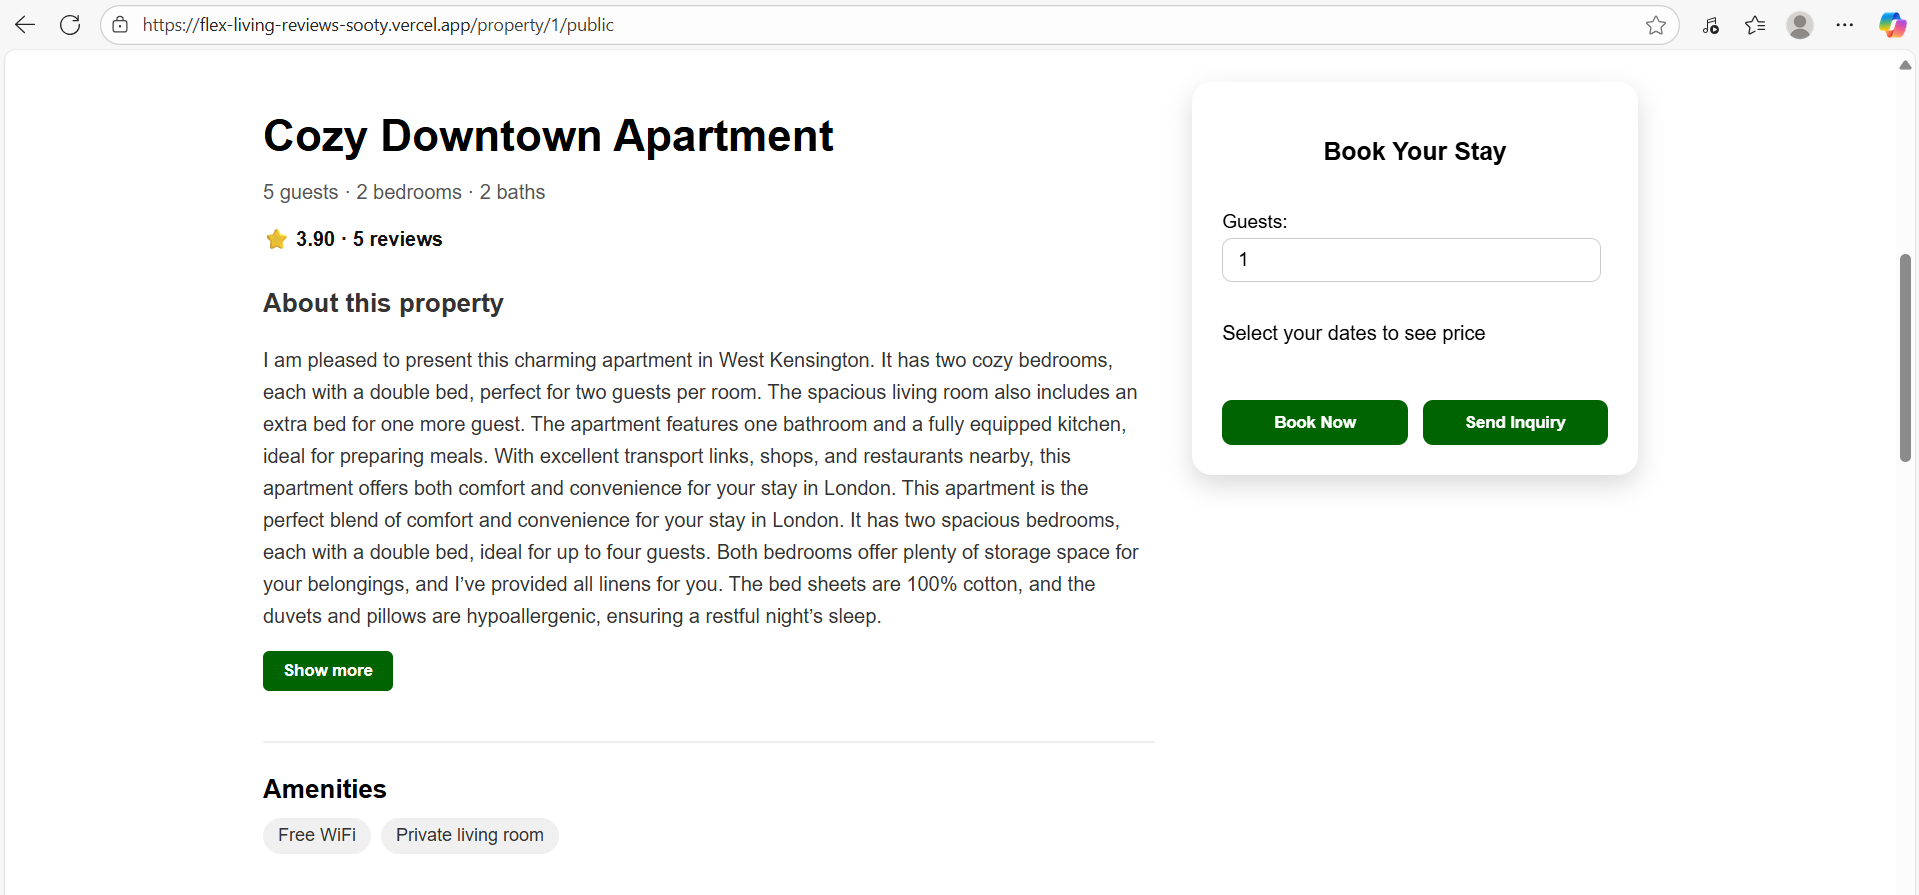 https://flex-living-reviews-sooty.vercel.app/property/1/public
Cozy Downtown Apartment
5 guests · 2 bedrooms · 2 baths
3.90 · 5 reviews
About this property
I am pleased to present this charming apartment in West Kensington. It has two cozy bedrooms,
each with a double bed, perfect for two guests per room. The spacious living room also includes an
extra bed for one more guest. The apartment features one bathroom and a fully equipped kitchen,
ideal for preparing meals. With excellent transport links, shops, and restaurants nearby, this
apartment offers both comfort and convenience for your stay in London. This apartment is the
perfect blend of comfort and convenience for your stay in London. It has two spacious bedrooms,
each with a double bed, ideal for up to four guests. Both bedrooms offer plenty of storage space for
your belongings, and I’ve provided all linens for you. The bed sheets are 100% cotton, and the
duvets and pillows are hypoallergenic, ensuring a restful night’s sleep.
Show more
Amenities
Free WiFi
Private living room
Book Your Stay
Guests:
1
Select your dates to see price
Book Now
Send Inquiry